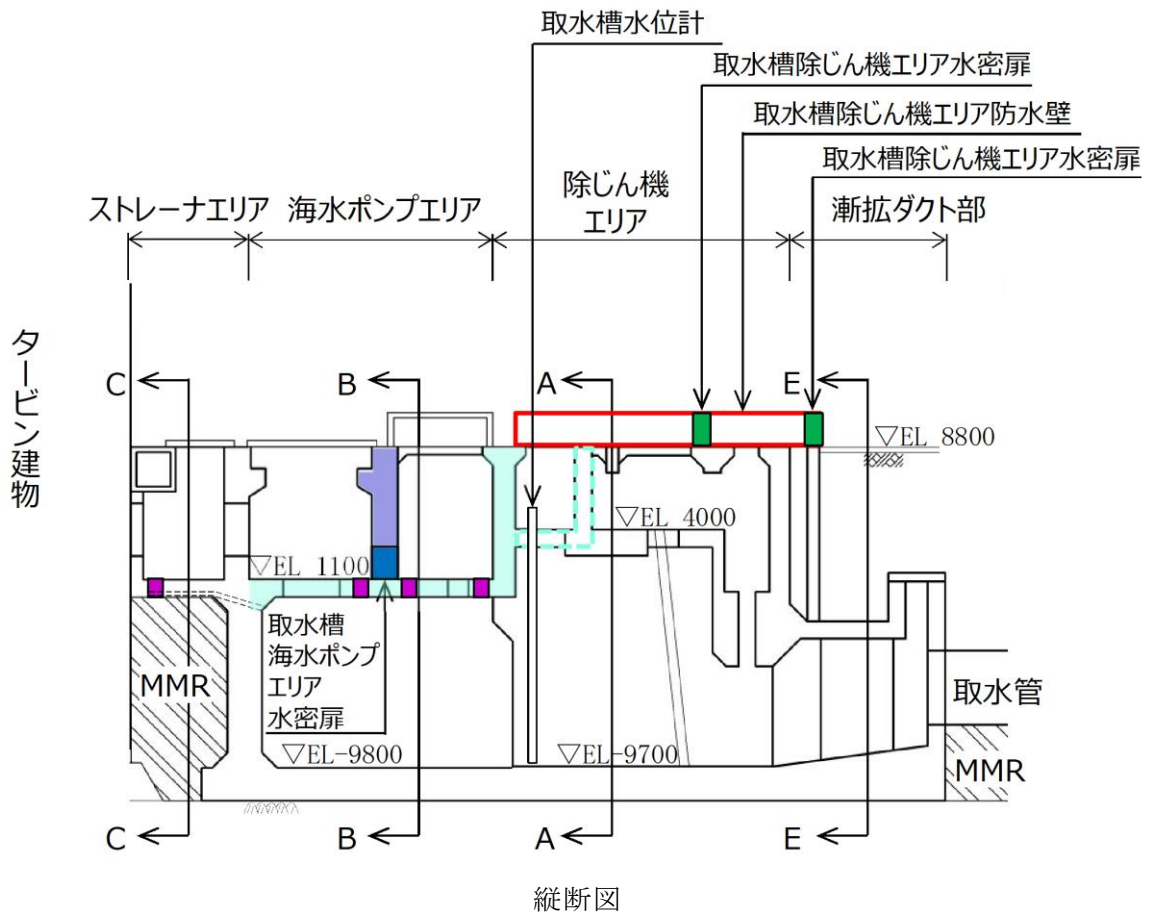 取水槽水位計
取水槽除じん機エリア水密扉
取水槽除じん機エリア防水壁
取水槽除じん機エリア水密扉
ストレーナエリア
海水ポンプエリア
除じん機
エリア
漸拡ダクト部
タービン建物
C
B
A
E
▽EL 8800
▽EL 4000
▽EL 1100
取水槽
海水ポンプ
エリア
水密扉
MMR
取水管
▽EL-9800
▽EL-9700
MMR
C
B
A
E
縦断図